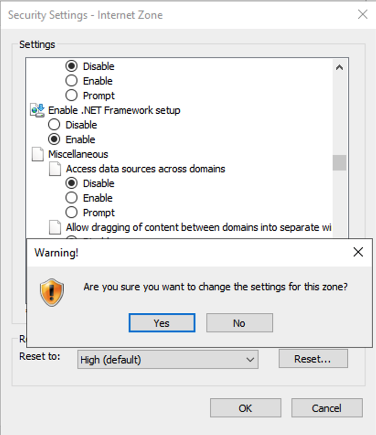 Security Settings - Internet Zone
Settings
Disable
Enable
Prompt
Enable .NET Framework setup
Disable
Enable
Miscellaneous
Access data sources across domains
Disable
Enable
Prompt
Allow dragging of content between domains into separate wi
Warning!
Are you sure you want to change the settings for this zone?
Yes
No
Reset to:
High (default)
Reset...
OK
Cancel